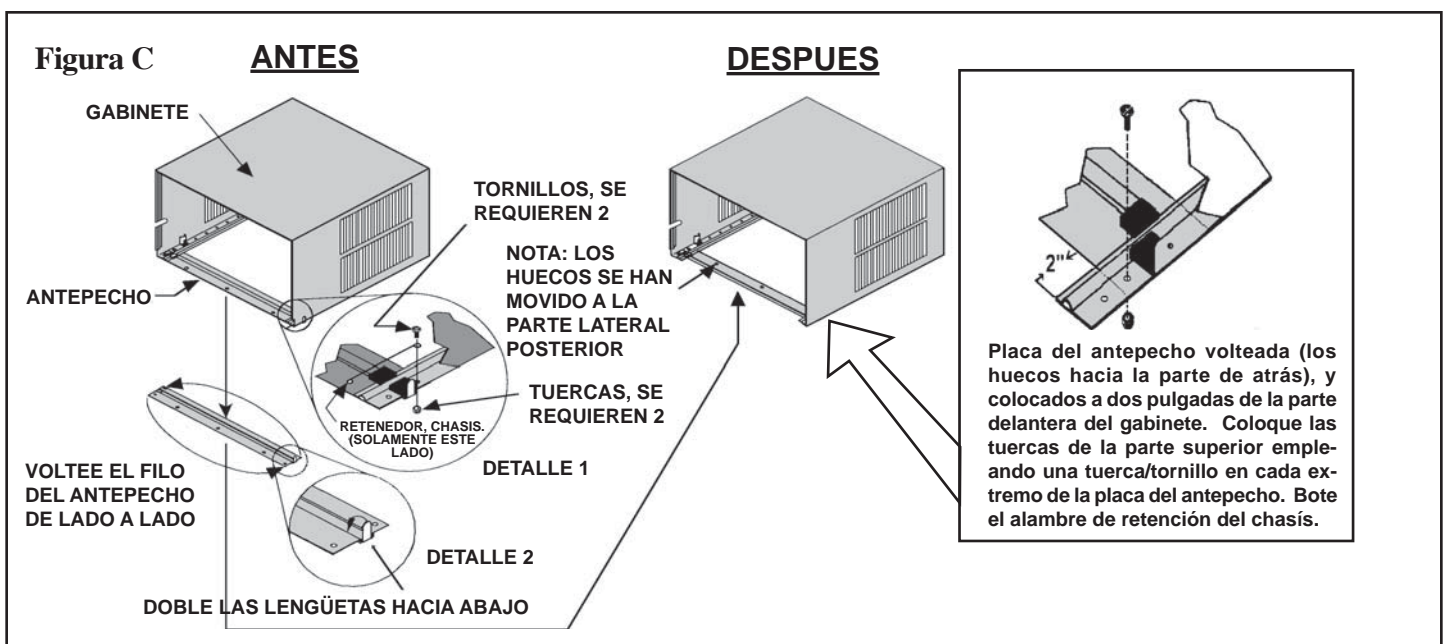 Figura C
ANTES
DESPUES
GABINETE
TORNILLOS, SE
REQUIEREN 2
NOTA: LOS
HUECOS SE HAN
MOVIDO A LA
PARTE LATERAL
POSTERIOR
ANTEPECHO
TUERCAS, SE
REQUIEREN 2
RETENEDOR, CHASIS.
(SOLAMENTE ESTE
LADO)
DETALLE 1
VOLTEE EL FILO
DEL ANTEPECHO
DE LADO A LADO
DETALLE 2
DOBLE LAS LENGÜETAS HACIA ABAJO
2"
Placa del antepecho volteada (los
huecos hacia la parte de atrás), y
colocados a dos pulgadas de la parte
delantera del gabinete. Coloque las
tuercas de la parte superior emple-
ando una tuerca/tornillo en cada ex-
tremo de la placa del antepecho. Bote
el alambre de retención del chasís.